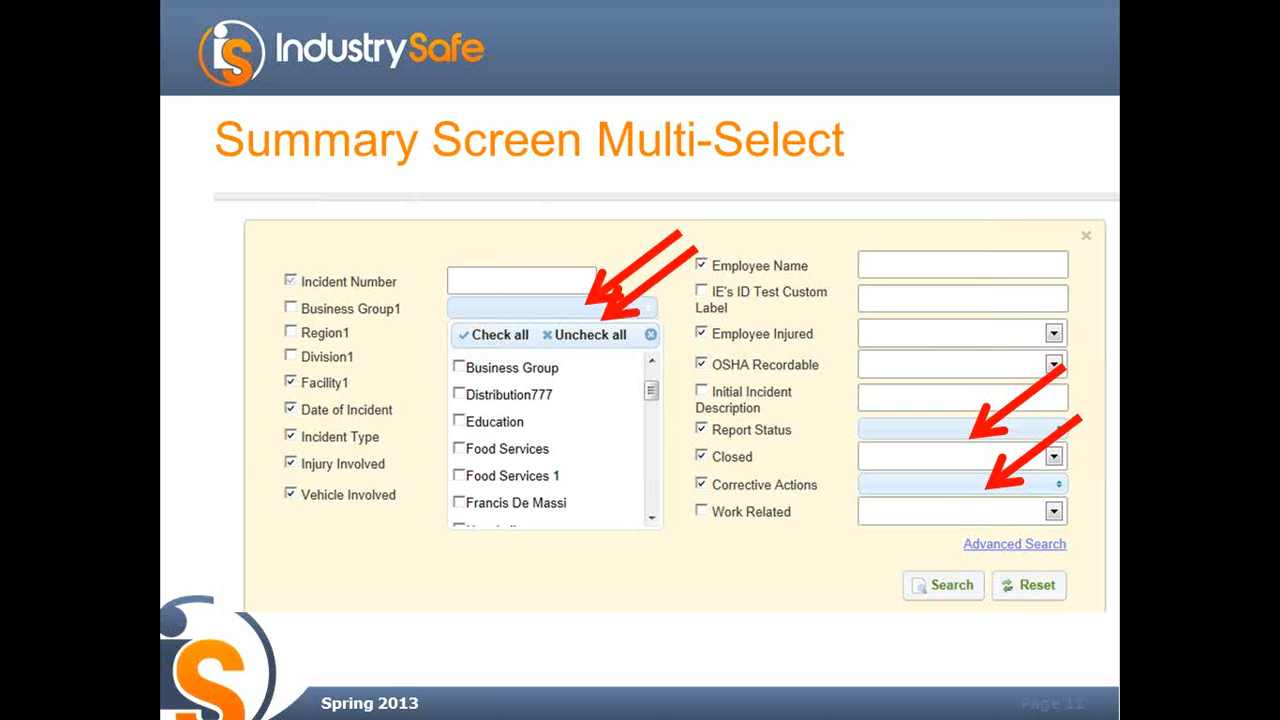 IndustrySafe
Summary Screen Multi-Select
Incident Number
Business Group1
Region1
Division1
Facility1
Date of Incident
Incident Type
Injury Involved
Vehicle Involved
Check all
Uncheck all
Business Group
Distribution777
Education
Food Services
Food Services 1
Francis De Massi
Employee Name
IE's ID Test Custom
Label
Employee Injured
OSHA Recordable
Initial Incident
Description
Report Status
Closed
Corrective Actions
Work Related
Advanced Search
Search
Reset
iS
Spring 2013
Page 11